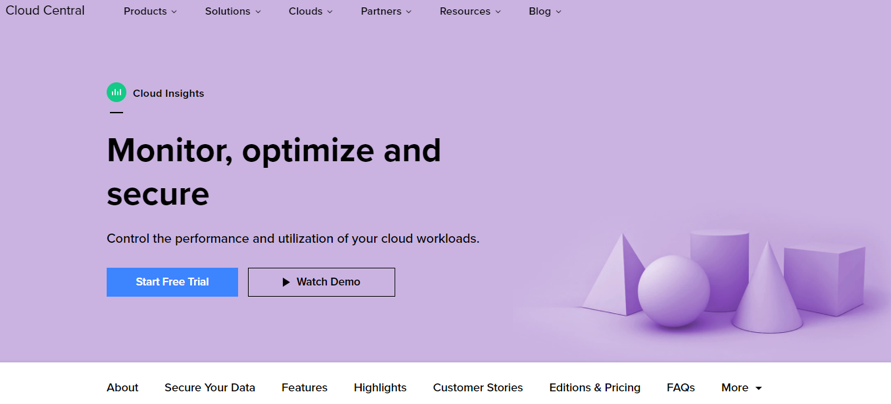 Cloud Central Products Solutions Clouds Partners Resources Blog
Cloud Insights
Monitor, optimize and
secure
Control the performance and utilization of your cloud workloads.
Start Free Trial Watch Demo
About Secure Your Data Features Highlights Customer Stories Editions & Pricing FAQs More